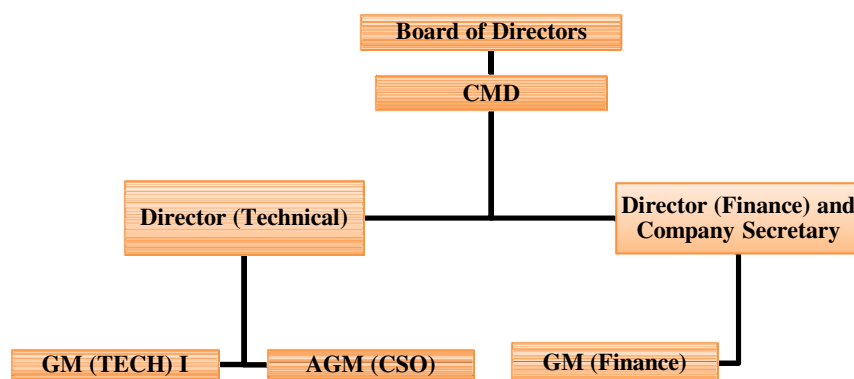 Board of Directors
CMD
Director (Technical)
Director (Finance) and
Company Secretary
GM (TECH) I
AGM (CSO)
GM (Finance)